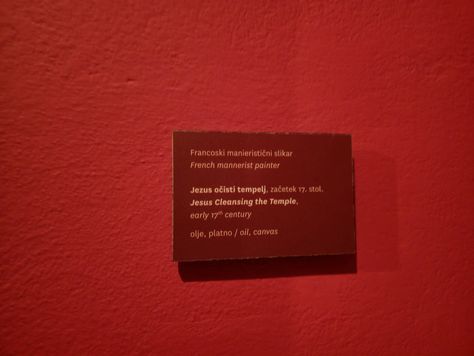 Francoski manieristični slikar
French mannerist painter
Jezus očisti tempelj, začetek 17. stol.
Jesus Cleansing the Temple,
early 17th century
olje, platno / oil, canvas